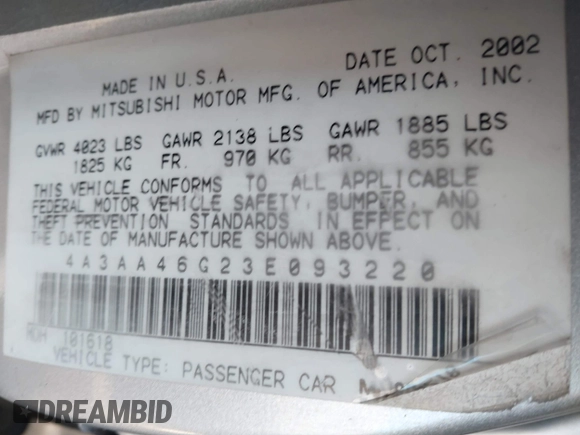 MADE IN U.S.A. DATE OCT. 2002
MFD BY MITSUBISHI MOTOR MFG. OF AMERICA, INC.
GVWR 4023 LBS GAWR 2138 LBS GAWR 1885 LBS
1825 KG FR. 970 KG RR. 855 KG
THIS VEHICLE CONFORMS TO ALL APPLICABLE
FEDERAL MOTOR VEHICLE SAFETY, BUMPER, AND
THEFT PREVENTION STANDARDS IN EFFECT ON
THE DATE OF MANUFACTURE SHOWN ABOVE.
4A3AA46G23E093220
MDH 101610
VEHICLE TYPE: PASSENGER CAR
DREAMBID